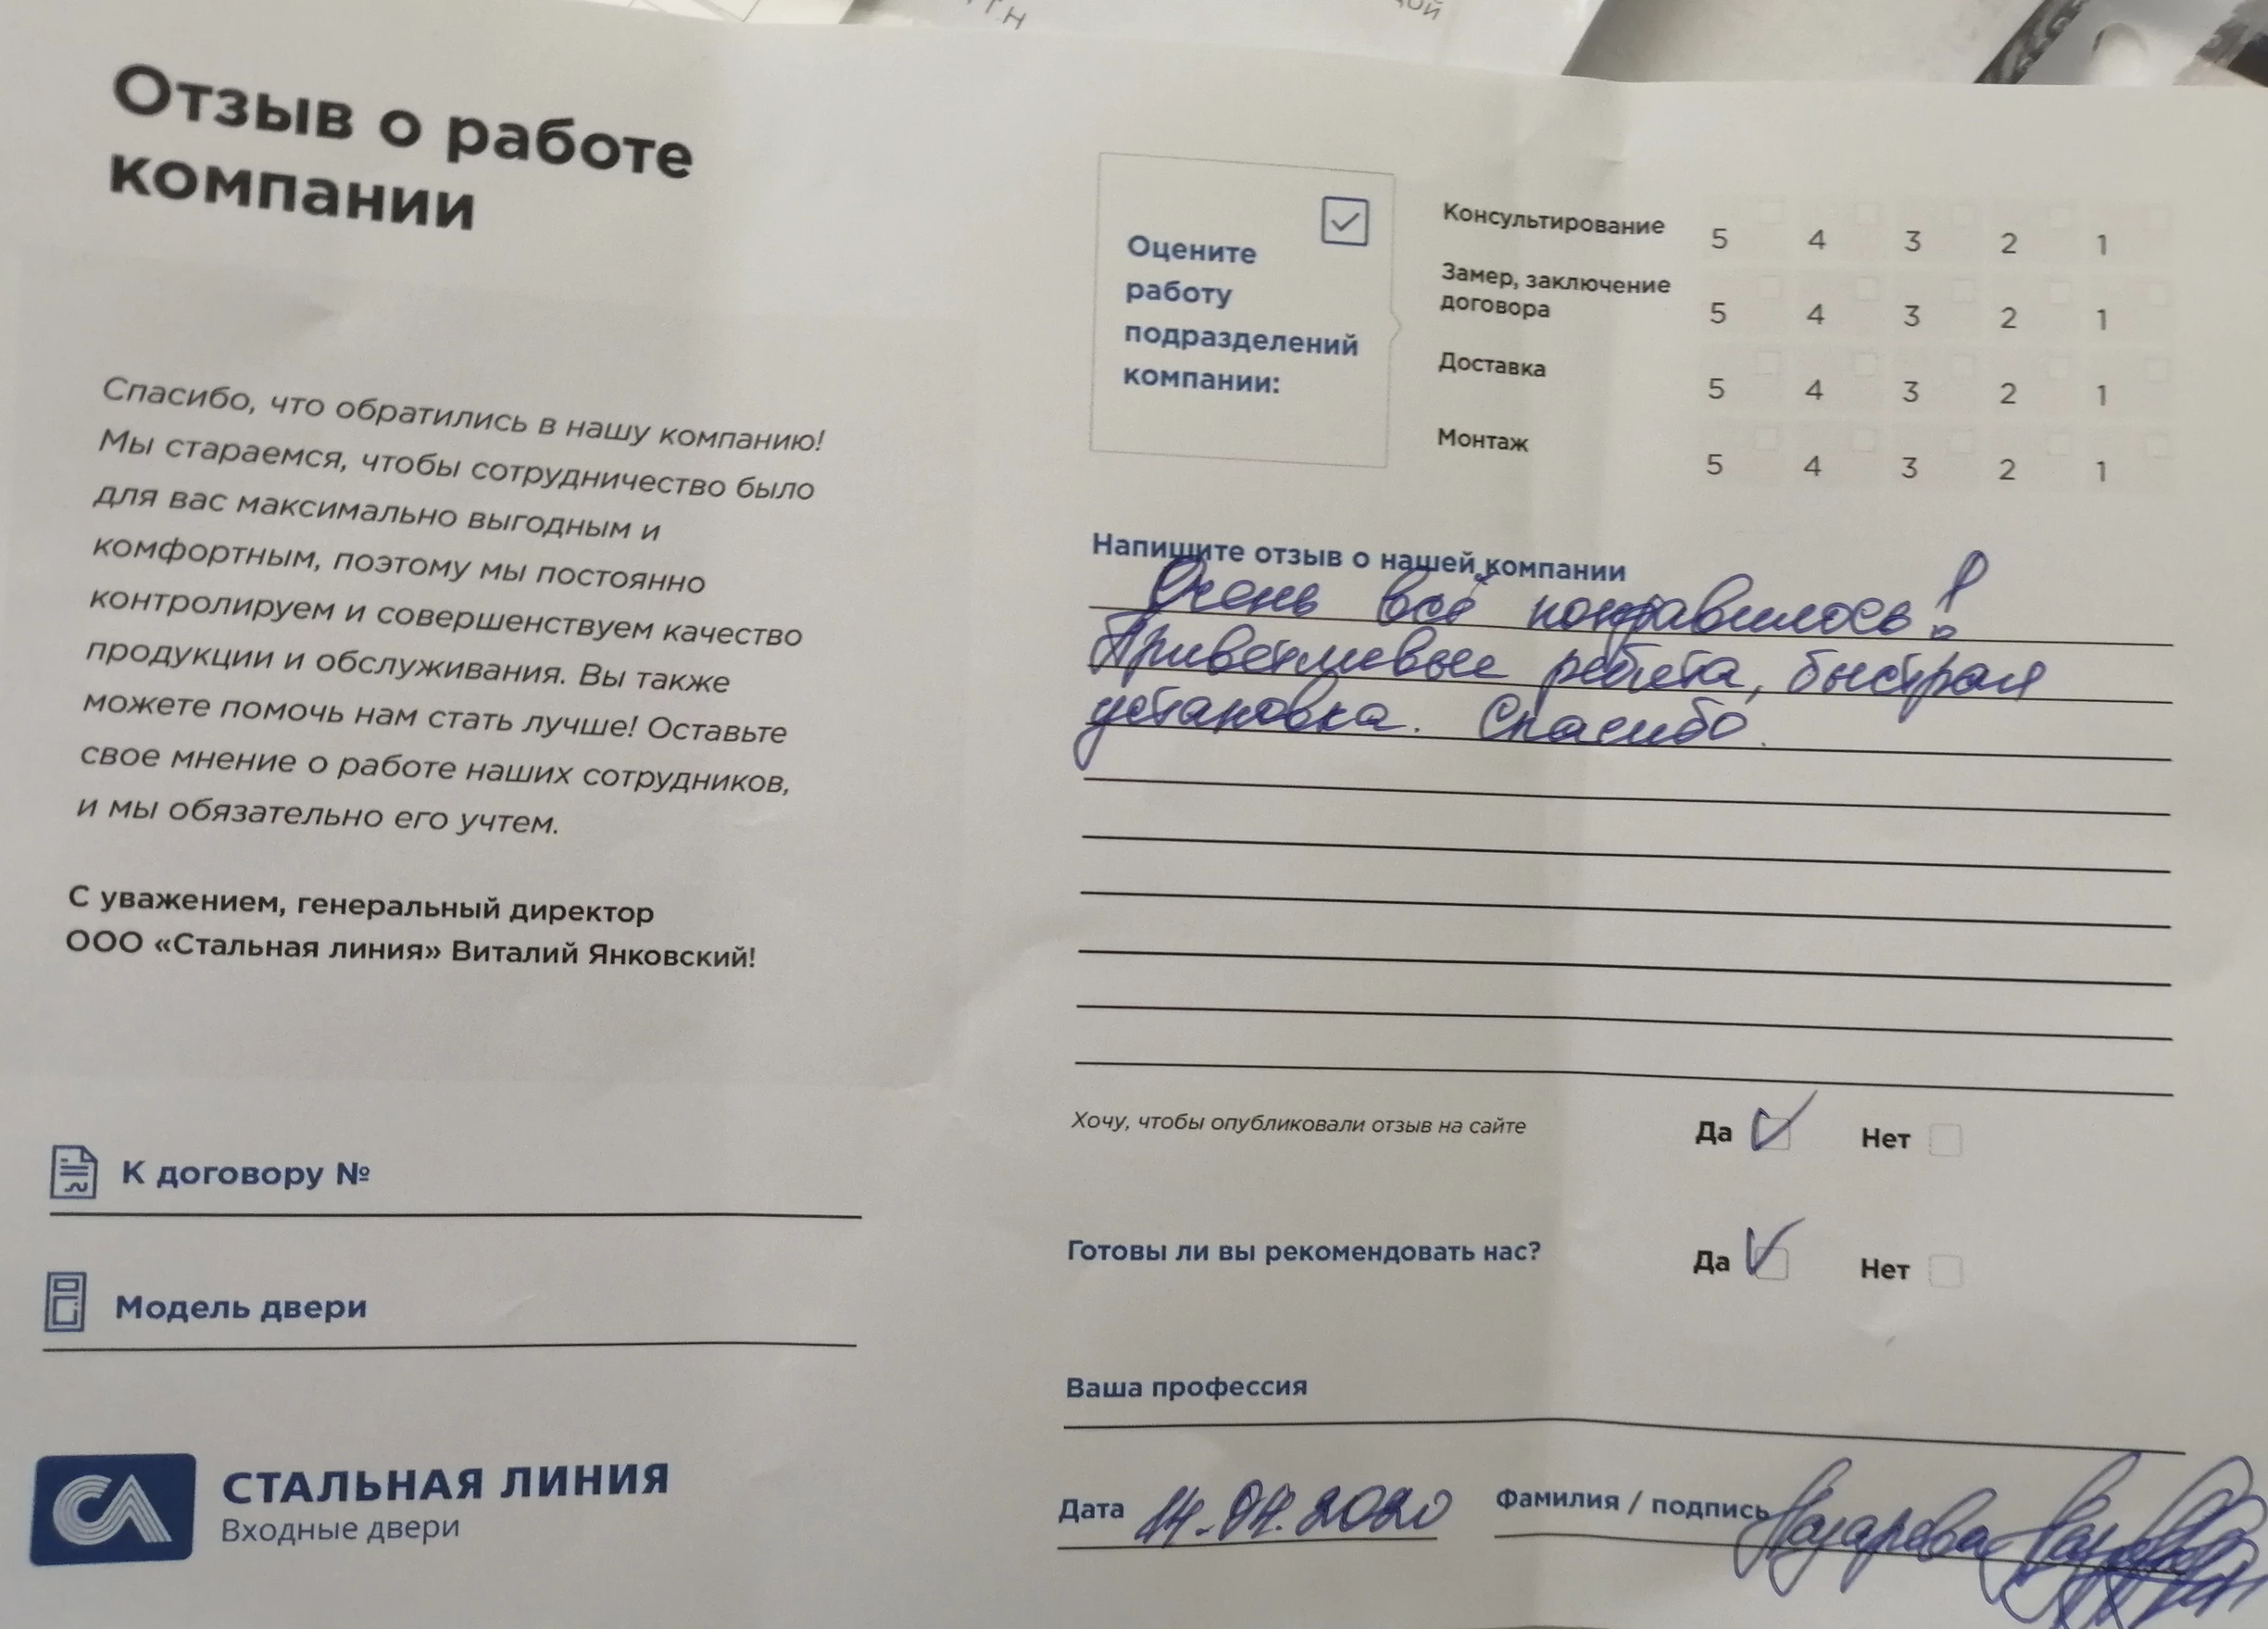 Отзыв о работе
компании
Спасибо, что обратились в нашу компанию!
Мы стараемся, чтобы сотрудничество было
для вас максимально выгодным и
комфортным, поэтому мы постоянно
контролируем и совершенствуем качество
продукции и обслуживания. Вы также
можете помочь нам стать лучше! Оставьте
свое мнение о работе наших сотрудников,
и мы обязательно его учтем.
С уважением, генеральный директор
ООО «Стальная линия» Виталий Янковский!
К договору №
Модель двери
СА
СТАЛЬНАЯ ЛИНИЯ
Входные двери
Оцените
работу
подразделений
компании:
Консультирование 5 4 3 2 1
Замер, заключение
договора 5 4 3 2 1
Доставка 5 4 3 2 1
Монтаж 5 4 3 2 1
Напишите отзыв о нашей компании
Очень всё понравилось!
Приветливые ребята, быстрая
установка. Спасибо.
Хочу, чтобы опубликовали отзыв на сайте Да Нет
Готовы ли вы рекомендовать нас? Да Нет
Ваша профессия
Дата 14.04.2020 Фамилия / подпись